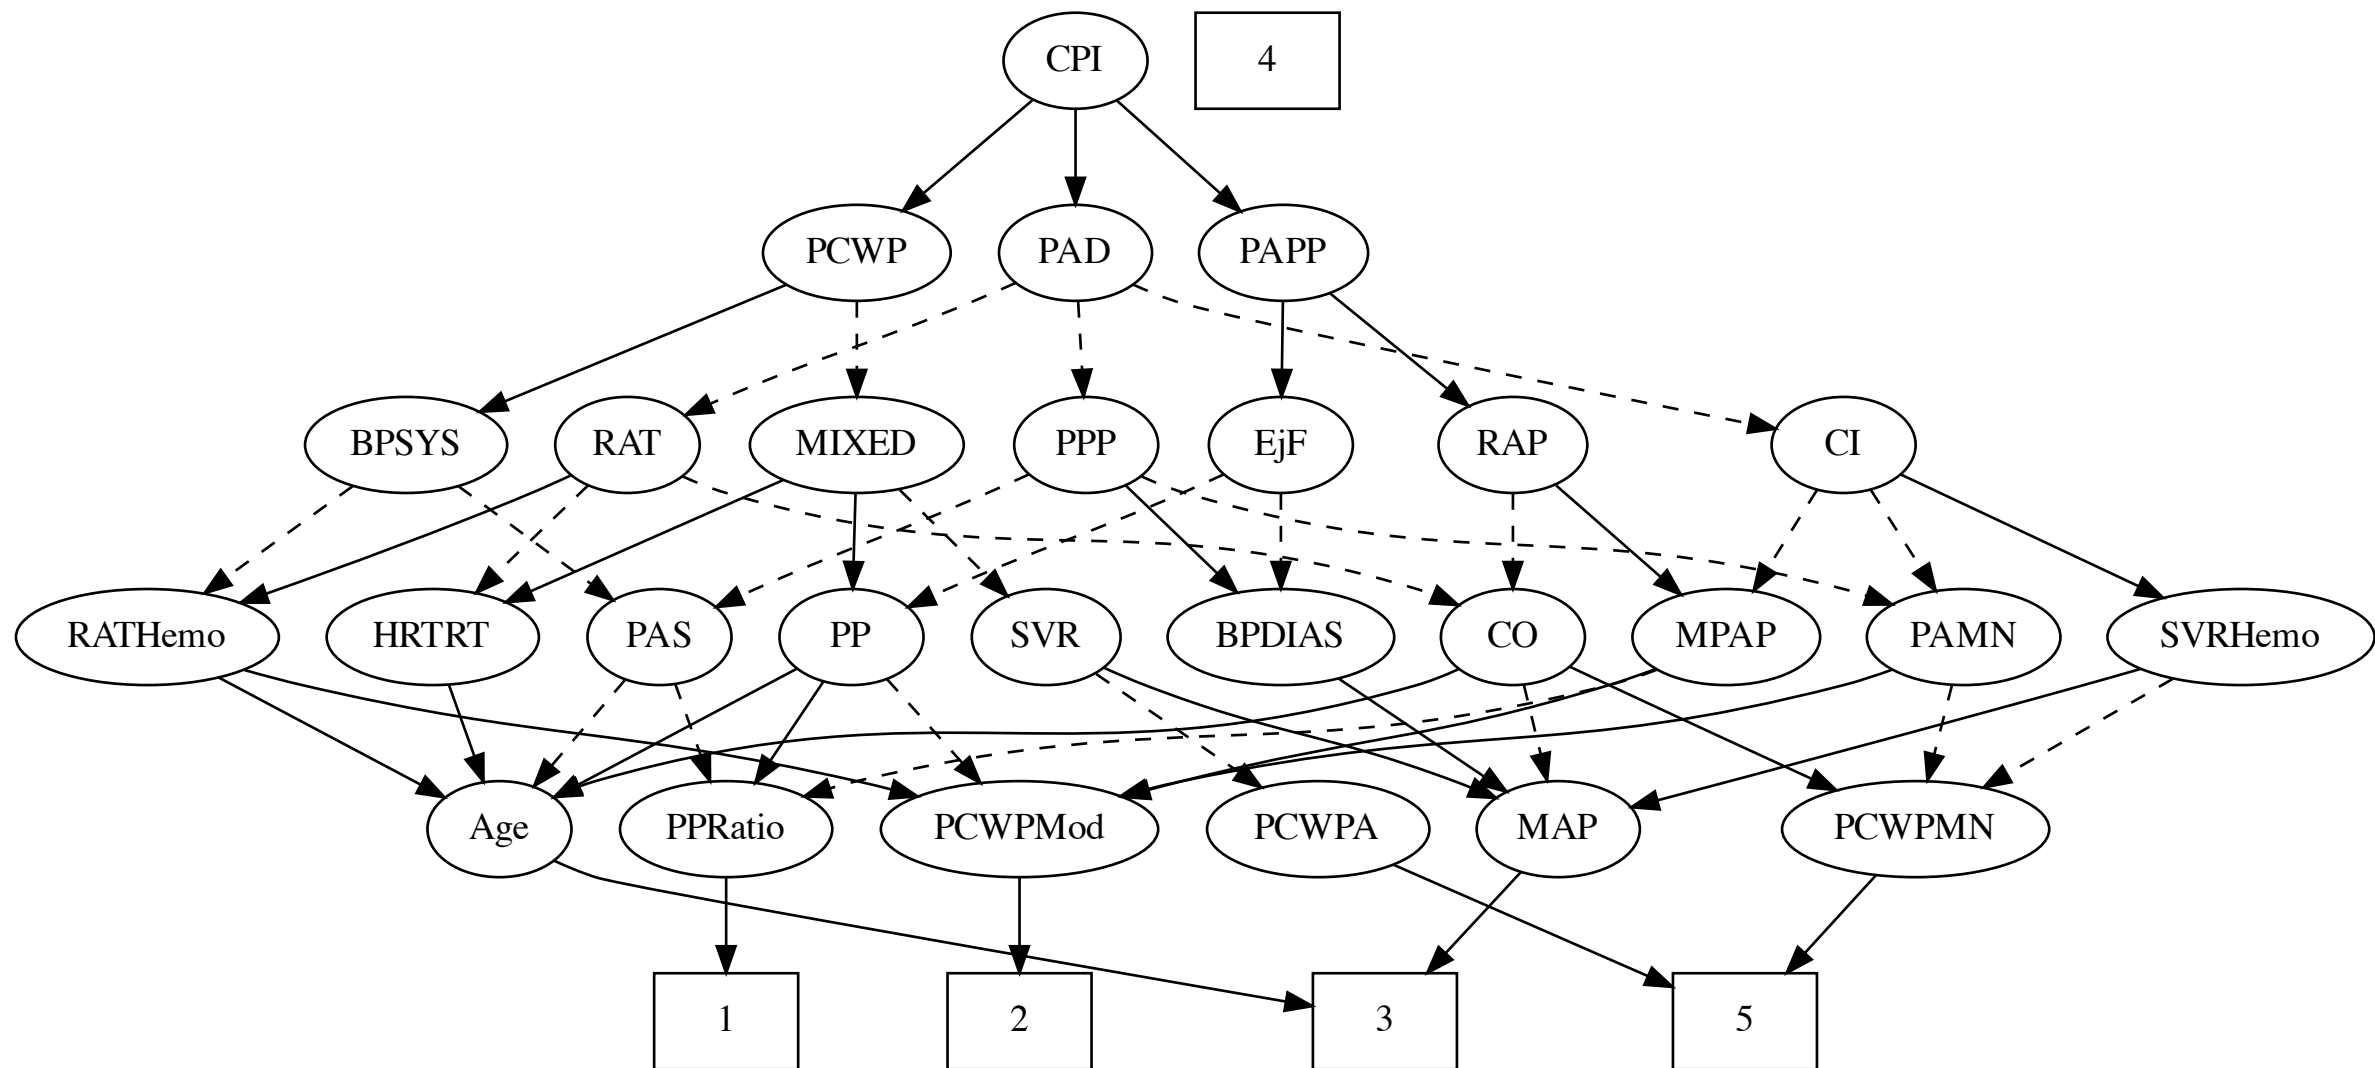 CPI
4
PCWP
PAD
PAPP
BPSYS
RAT
MIXED
PPP
EjF
RAP
CI
RATHemo
HRTRT
PAS
PP
SVR
BPDIAS
CO
MPAP
PAMN
SVRHemo
Age
PPRatio
PCWPMod
PCWPA
MAP
PCWPMN
1
2
3
5